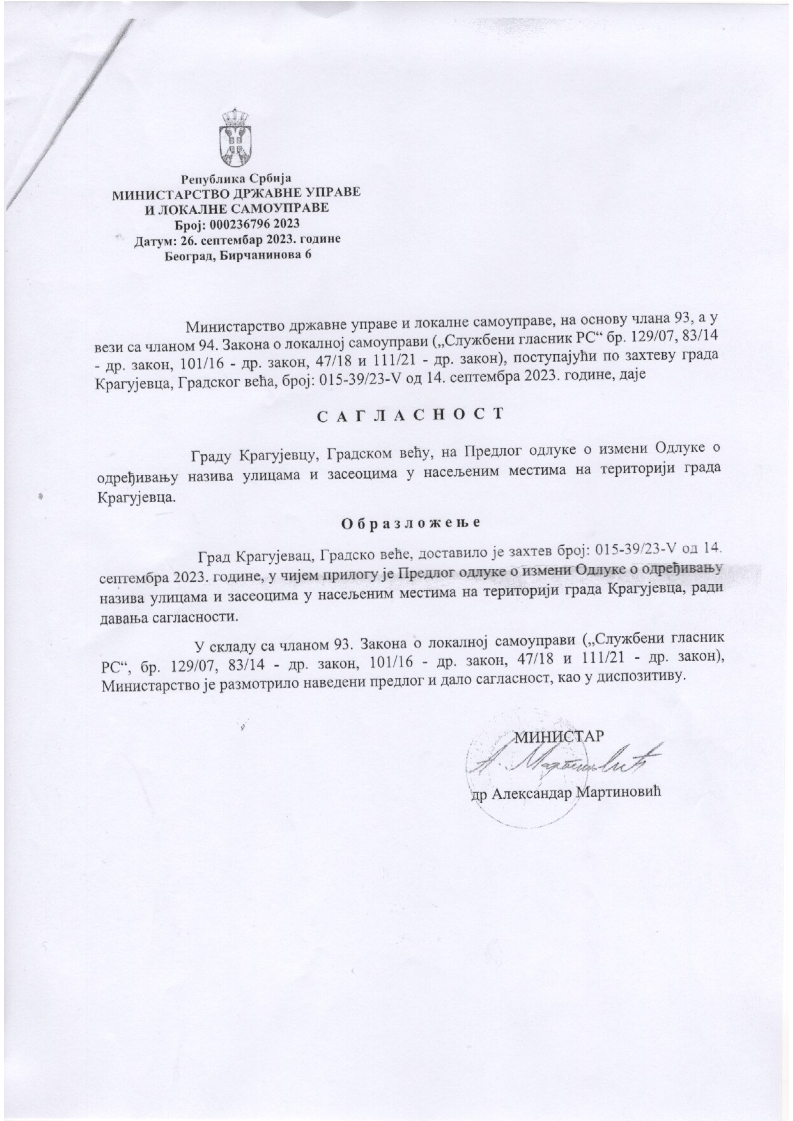 Република Србија
МИНИСТАРСТВО ДРЖАВНЕ УПРАВЕ
И ЛОКАЛНЕ САМОУПРАВЕ
Број: 000236796 2023
Датум: 26. септембар 2023. године
Београд, Бирчанинова 6
Министарство државне управе и локалне самоуправе, на основу члана 93, а у
вези са чланом 94. Закона о локалној самоуправи („Службени гласник РС“ бр. 129/07, 83/14
- др. закон, 101/16 - др. закон, 47/18 и 111/21 - др. закон), поступајући по захтеву града
Крагујевца, Градског већа, број: 015-39/23-V од 14. септембра 2023. године, даје
С А Г Л А С Н О С Т
Граду Крагујевцу, Градском већу, на Предлог одлуке о измени Одлуке о
одређивању назива улицама и засеоцима у насељеним местима на територији града
Крагујевца.
О б р а з л о ж е њ е
Град Крагујевац, Градско веће, доставило је захтев број: 015-39/23-V од 14.
септембра 2023. године, у чијем прилогу је Предлог одлуке о измени Одлуке о одређивању
назива улицама и засеоцима у насељеним местима на територији града Крагујевца, ради
давања сагласности.
У складу са чланом 93. Закона о локалној самоуправи („Службени гласник
РС“, бр. 129/07, 83/14 - др. закон, 101/16 - др. закон, 47/18 и 111/21 - др. закон),
Министарство је размотрило наведени предлог и дало сагласност, као у диспозитиву.
МИНИСТАР
А. Мартиновић
др Александар Мартиновић